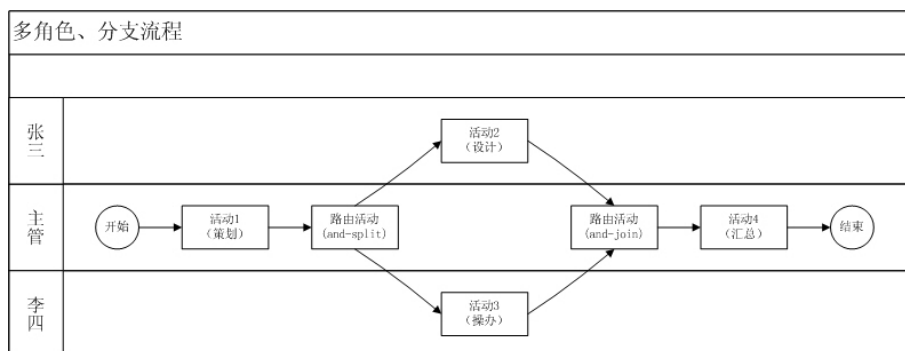 多角色、分支流程
张三
活动2
（设计）
主管
开始
活动1
（策划）
路由活动
(and-split)
路由活动
(and-join)
活动4
（汇总）
结束
李四
活动3
（操办）